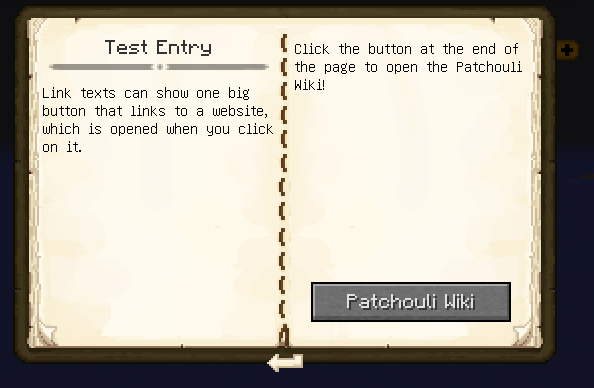 Test Entry
Link texts can show one big
button that links to a website,
which is opened when you click
on it.
Click the button at the end of
the page to open the Patchouli
Wiki!
Patchouli Wiki